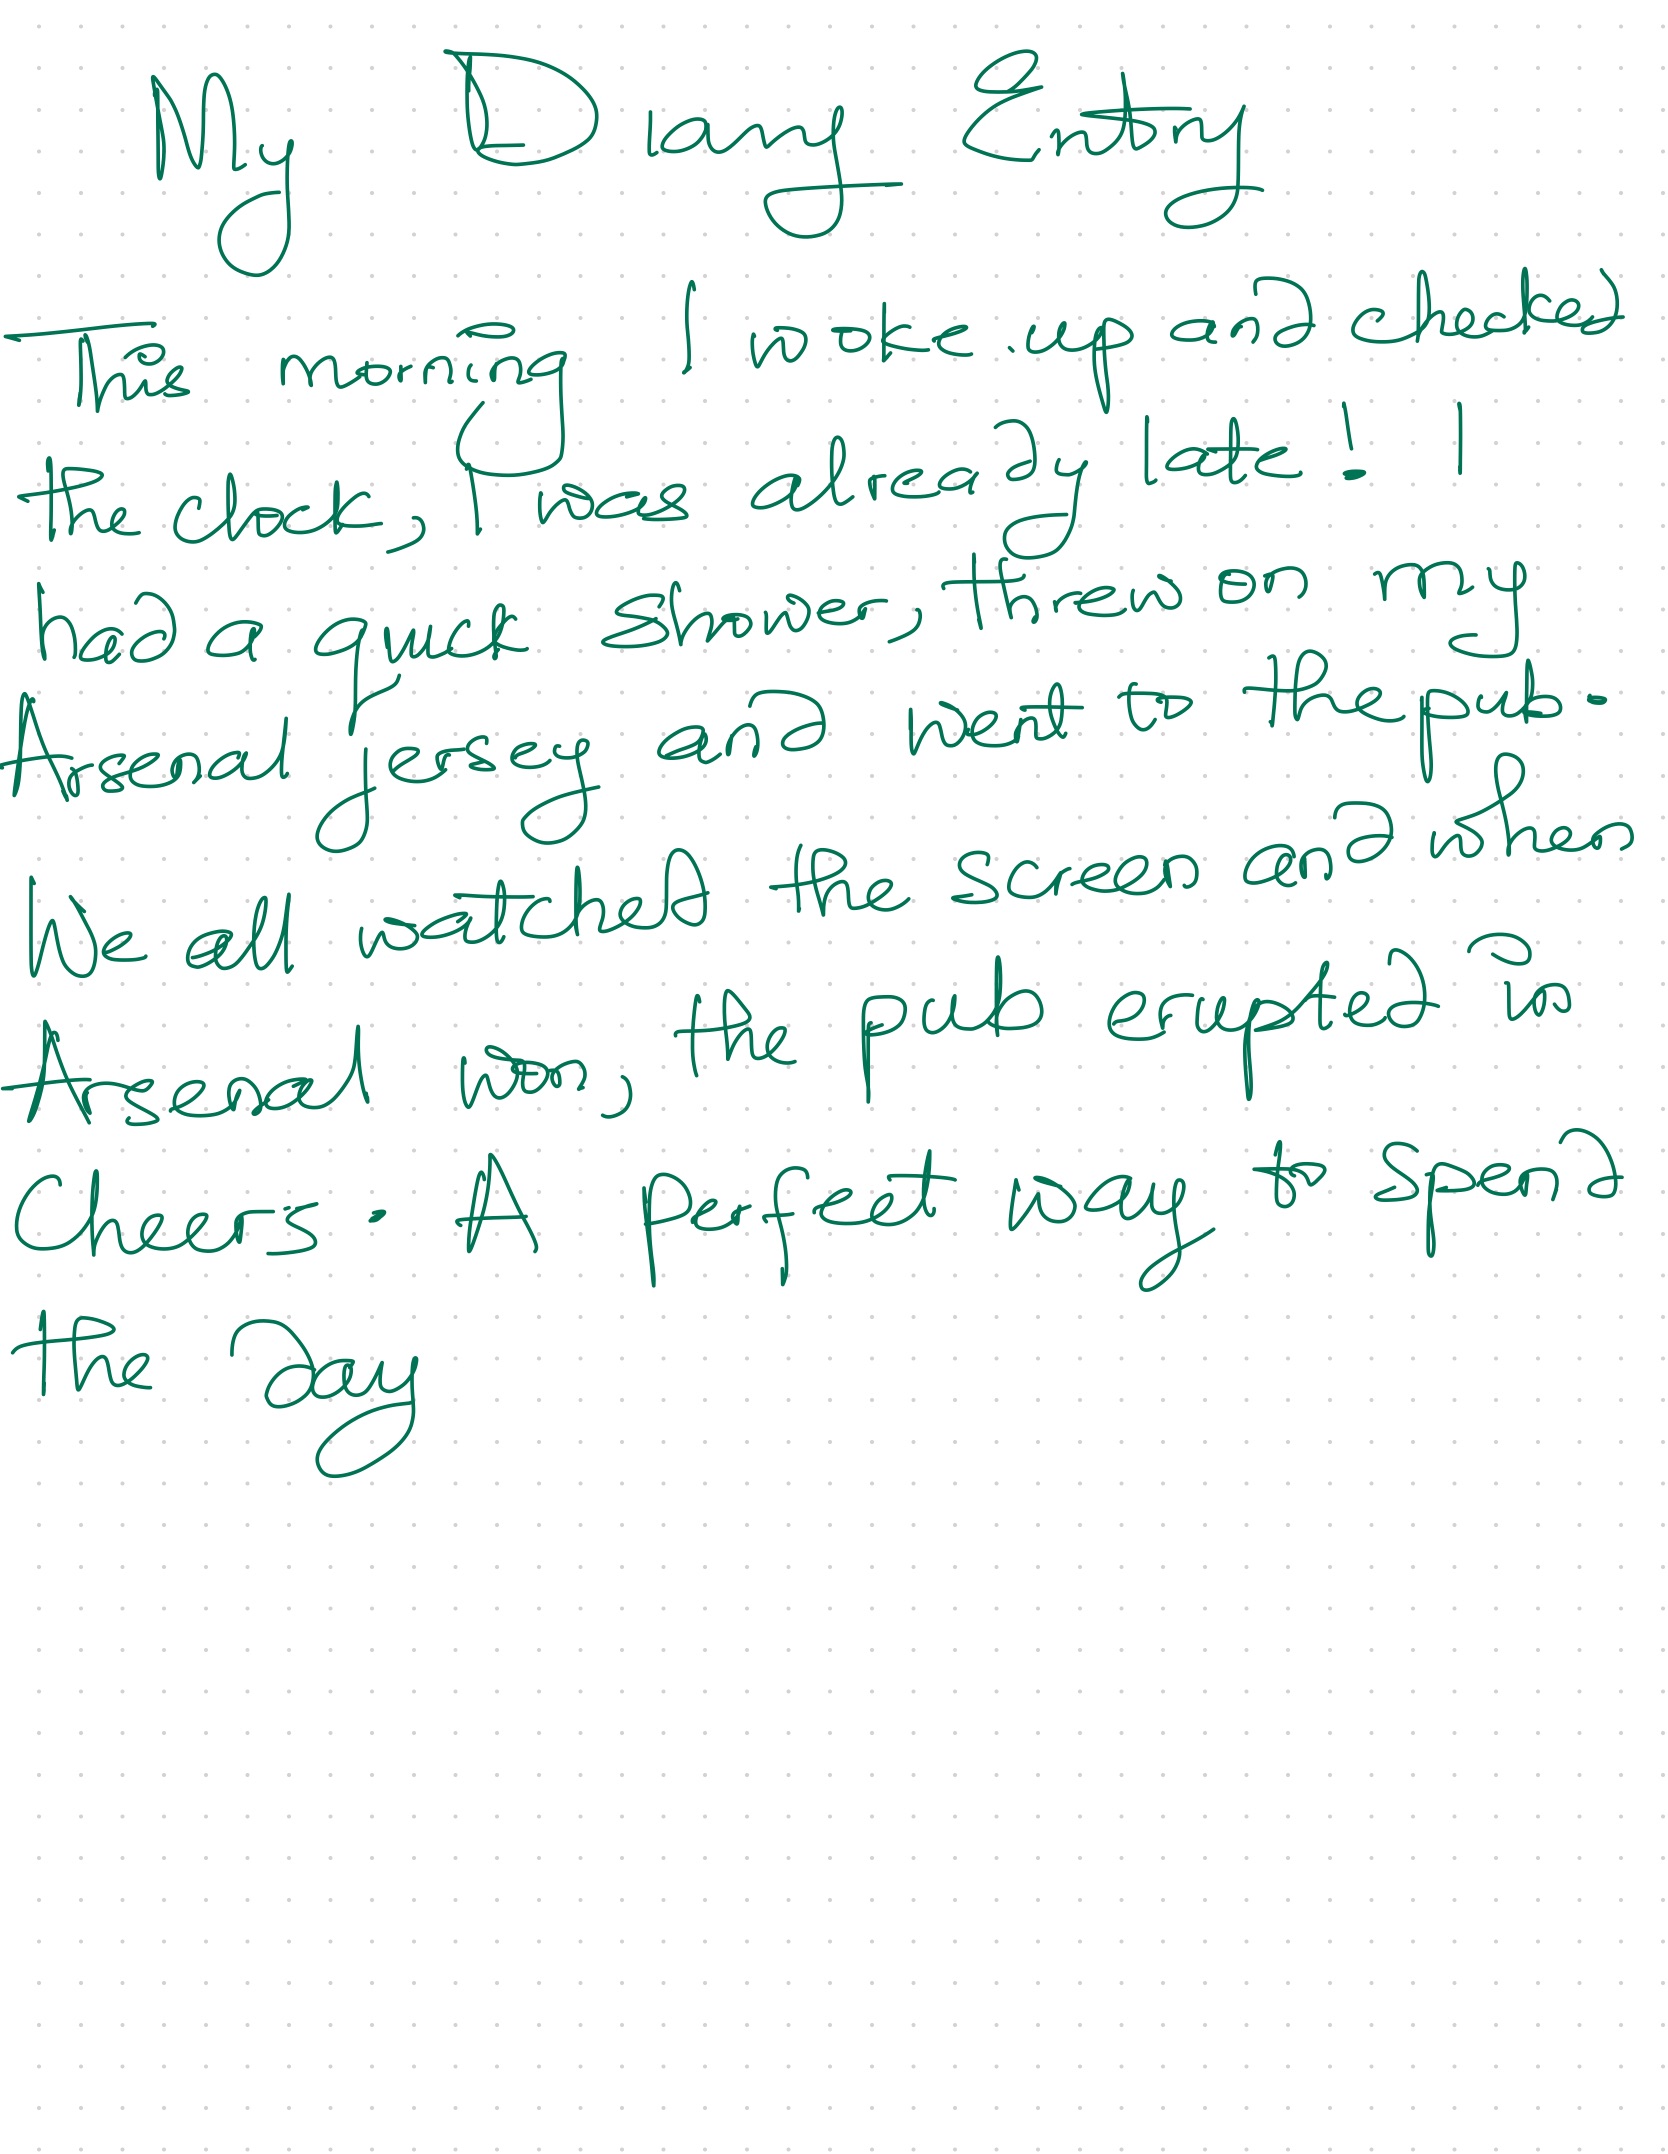 My Diary Entry
This morning I woke up and checked
the clock, I was already late! I
had a quick shower, threw on my
Arsenal jersey and went to the pub.
We all watched the screen and when
Arsenal won, the pub erupted in
Cheers. A perfect way to spend
the day